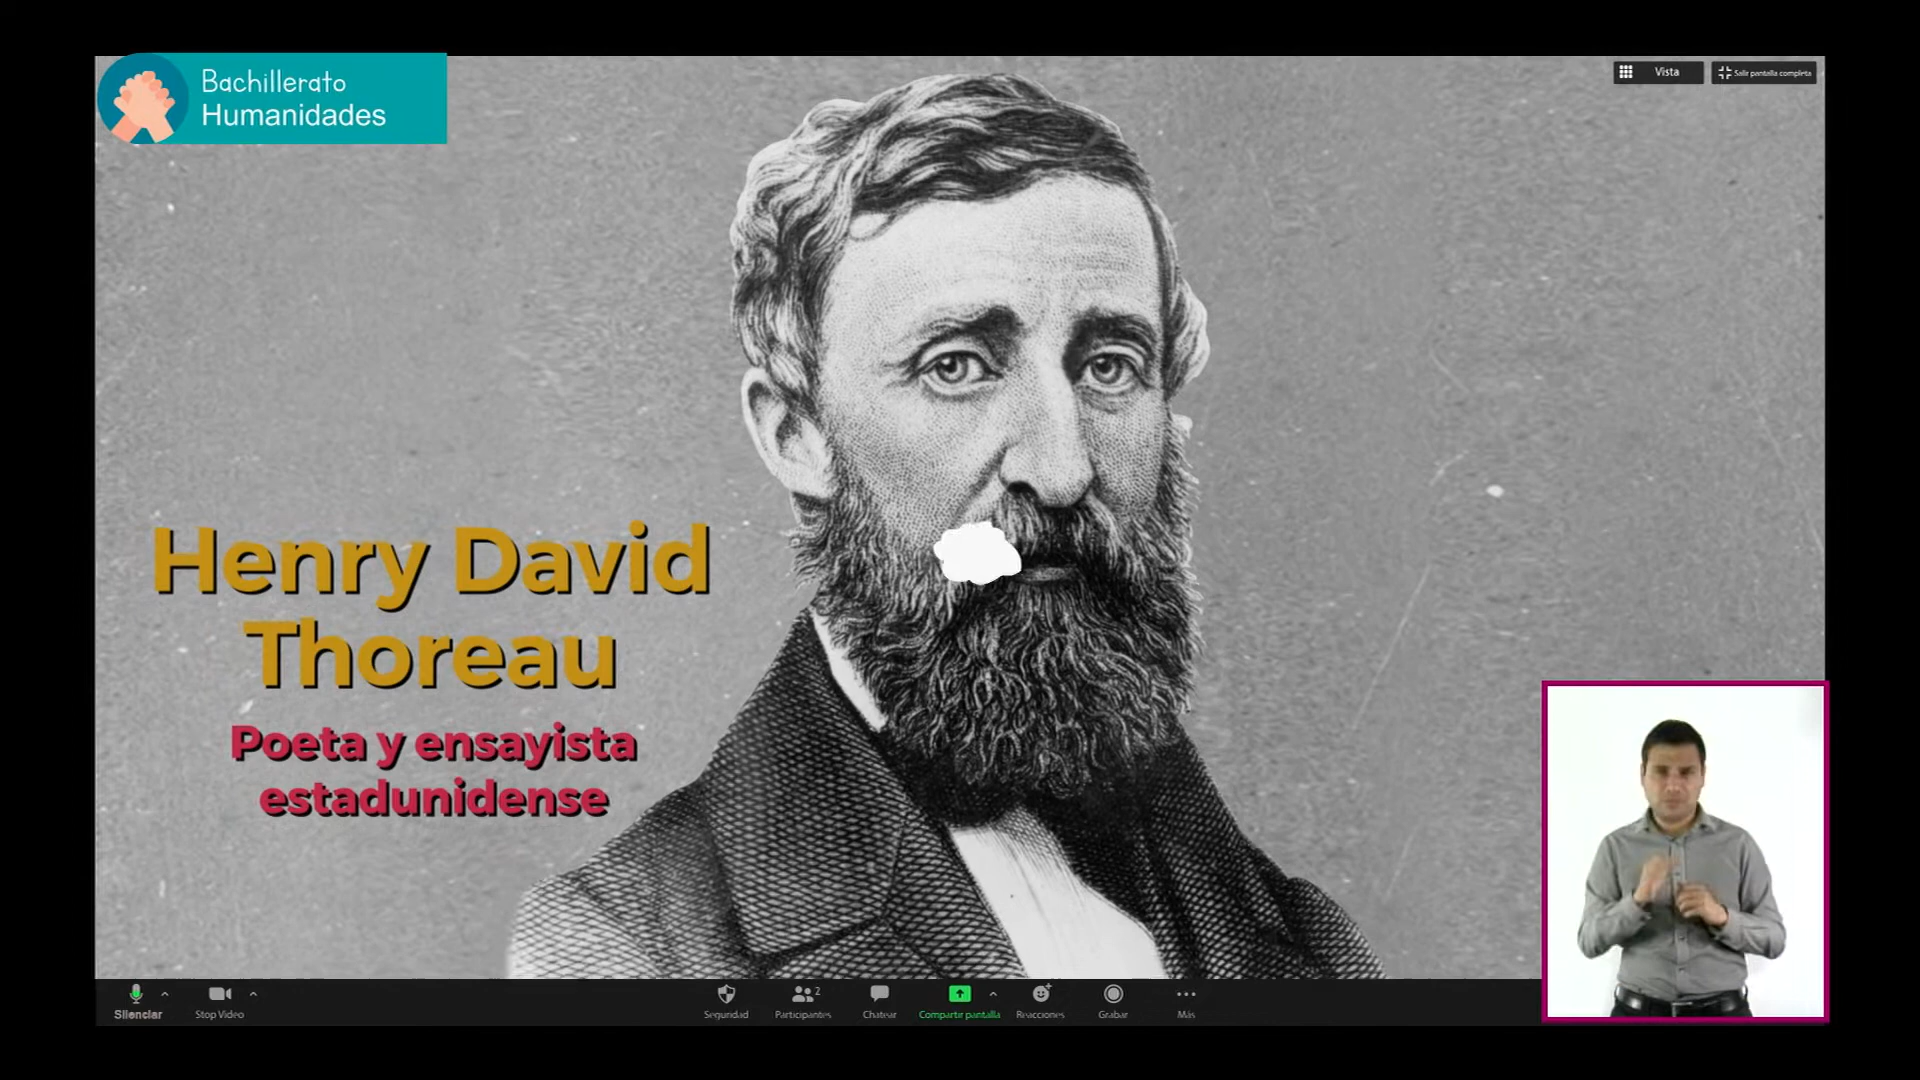 Bachillerato
Humanidades
Vista
Salir pantalla completa
Henry David
Thoreau
Poeta y ensayista
estadunidense
Silenciar
Stop Video
Seguridad
Participantes
2
Chatear
Compartir pantalla
Reacciones
Grabar
Más